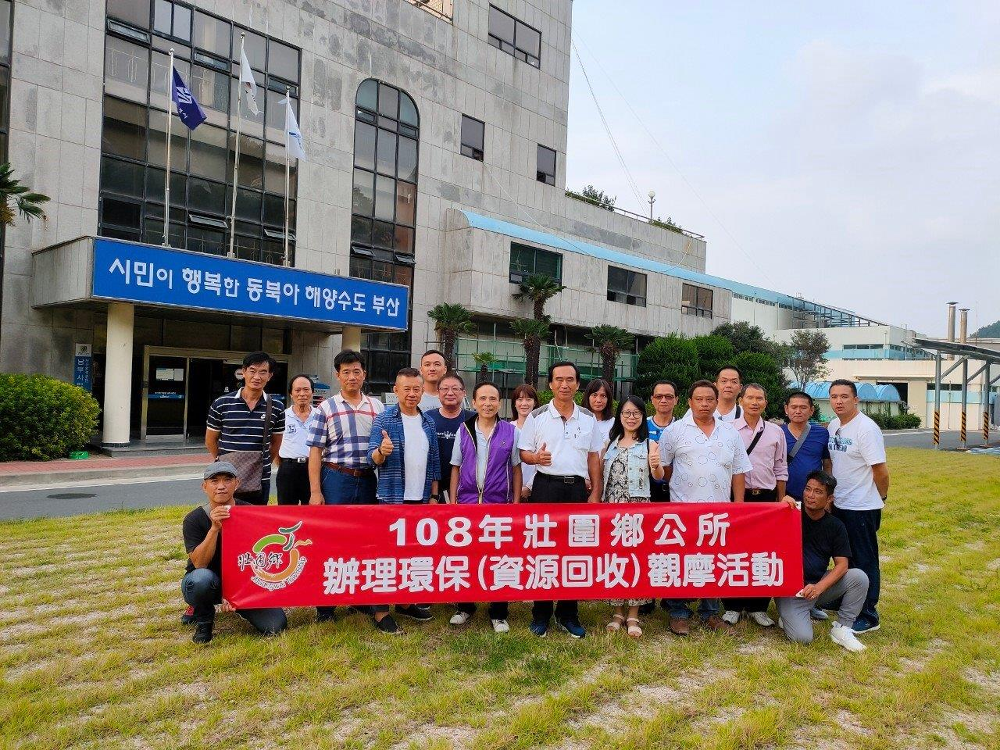 시민이 행복한 동북아 해양수도 부산
108年壯圍鄉公所
辦理環保(資源回收)觀摩活動
壯圍鄉
Jhuangwei Township